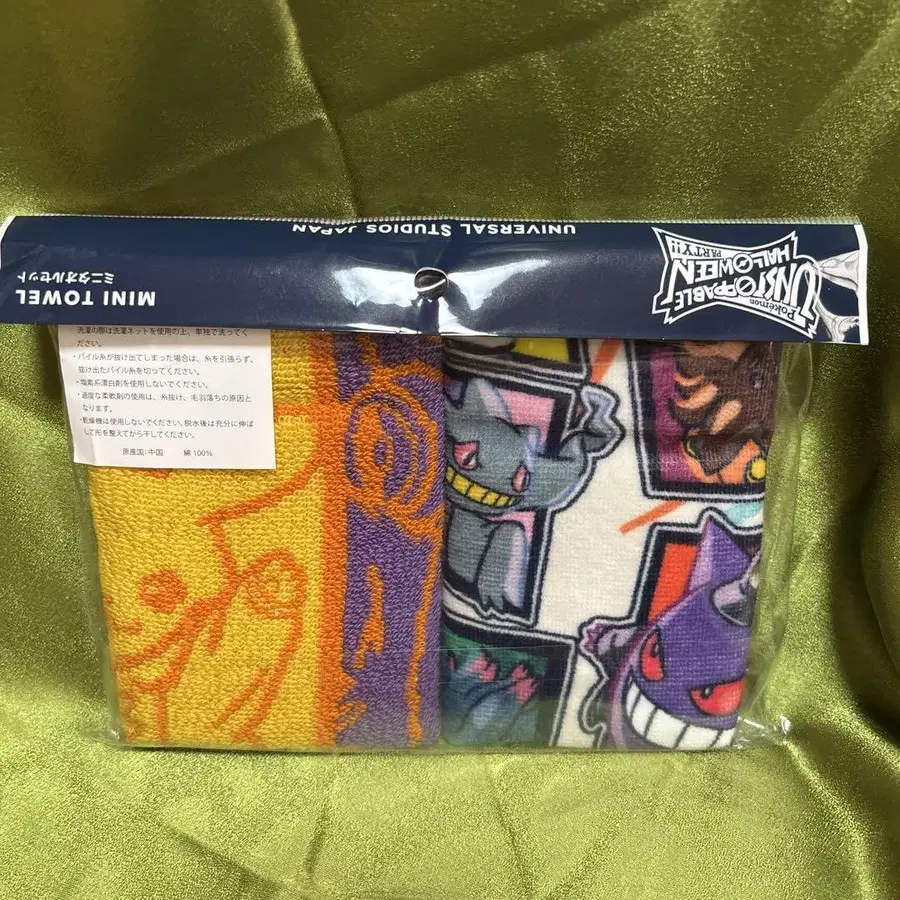 UNIVERSAL STUDIOS JAPAN
Pokémon
UNSTOPPABLE
HALLOWEEN
PARTY!!
MINI TOWEL
ミニタオルセット
洗濯の際は洗濯ネットを使用の上、単独で洗ってく
ださい。
・パイル糸が抜け出てしまった場合は、糸を引張らず、
抜け出たパイル糸を切ってください。
・塩素系漂白剤を使用しないでください。
・過度な柔軟剤の使用は、糸抜け、毛羽落ちの原因と
なります。
・乾燥機は使用しないでください。脱水後は充分に伸ば
して形を整えてから干してください。
原産国：中国 綿100%